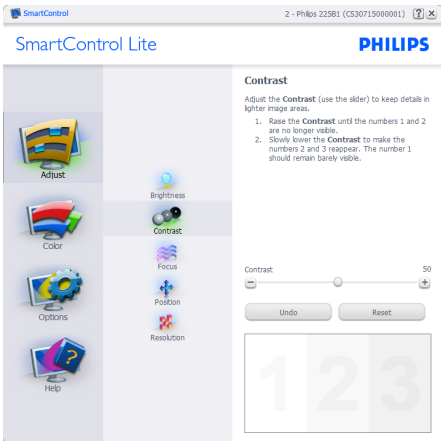 SmartControl
2 - Philips 225B1 (CS30715000001)
SmartControl Lite
PHILIPS
Adjust
Color
Options
Help
Brightness
Contrast
Focus
Position
Resolution
Contrast
Adjust the Contrast (use the slider) to keep details in
lighter image areas.
1. Raise the Contrast until the numbers 1 and 2
are no longer visible.
2. Slowly lower the Contrast to make the
numbers 2 and 3 reappear. The number 1
should remain barely visible.
Contrast 50
Undo Reset
1 2 3